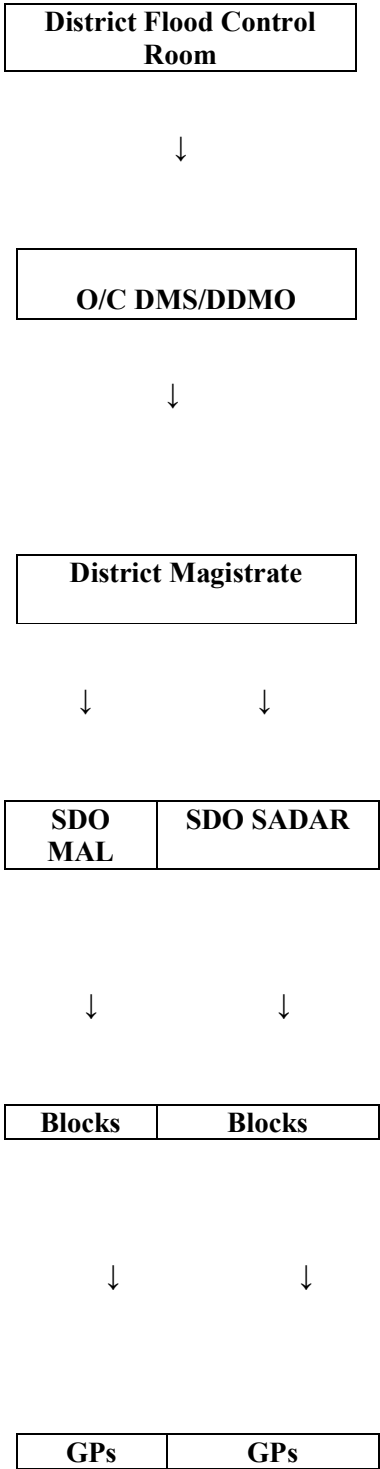 District Flood Control
Room
↓
O/C DMS/DDMO
↓
District Magistrate
↓ ↓
SDO SDO SADAR
MAL
↓ ↓
Blocks Blocks
↓ ↓
GPs GPs